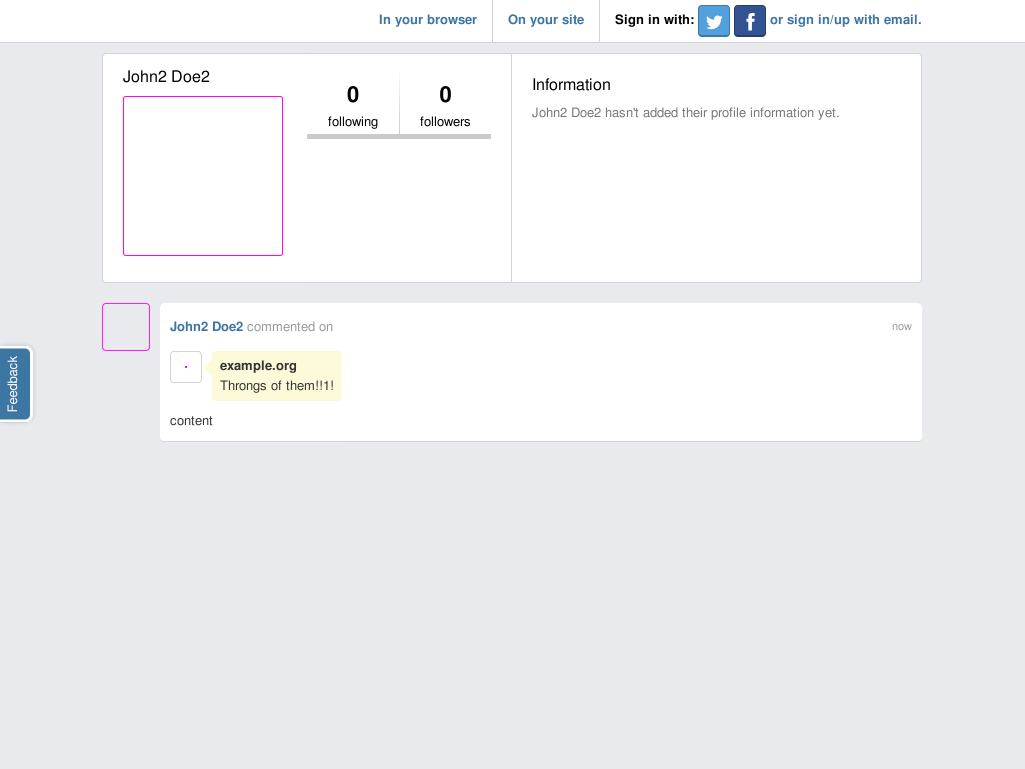 In your browser
On your site
Sign in with:
or sign in/up with email.
John2 Doe2
0
following
0
followers
Information
John2 Doe2 hasn't added their profile information yet.
John2 Doe2 commented on
now
example.org
Throngs of them!!1!
content
Feedback